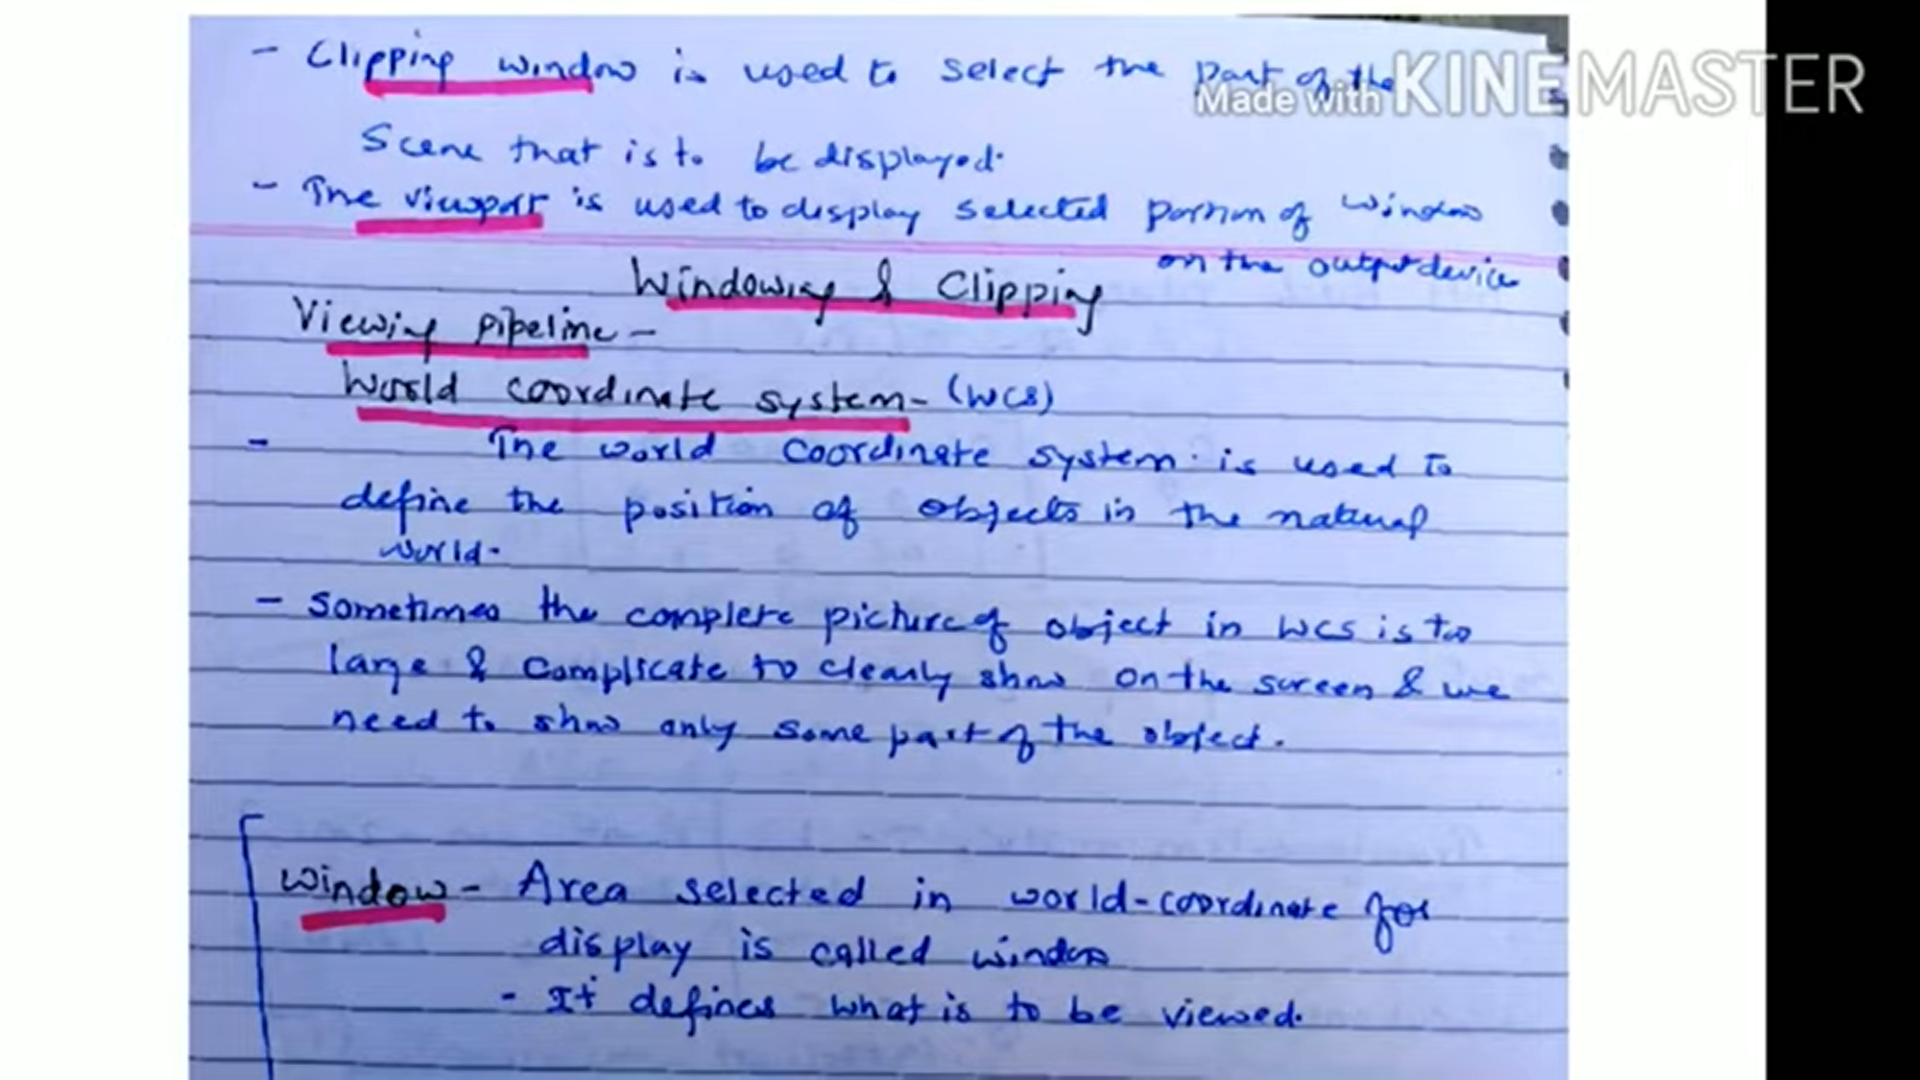 - Clipping window is used to select the part of the
Made with KINEMASTER
Scene that is to be displayed.
- The viewport is used to display selected portion of window
on the output device
Windowing & Clipping
Viewing pipeline -
World coordinate system - (WCS)
- The world coordinate system is used to
define the position of objects in the natural
world.
- Sometimes the complete picture of object in WCS is too
large & complicate to clearly show on the screen & we
need to show only some part of the object.
Window - Area selected in world-coordinate for
display is called window
- It defines what is to be viewed.